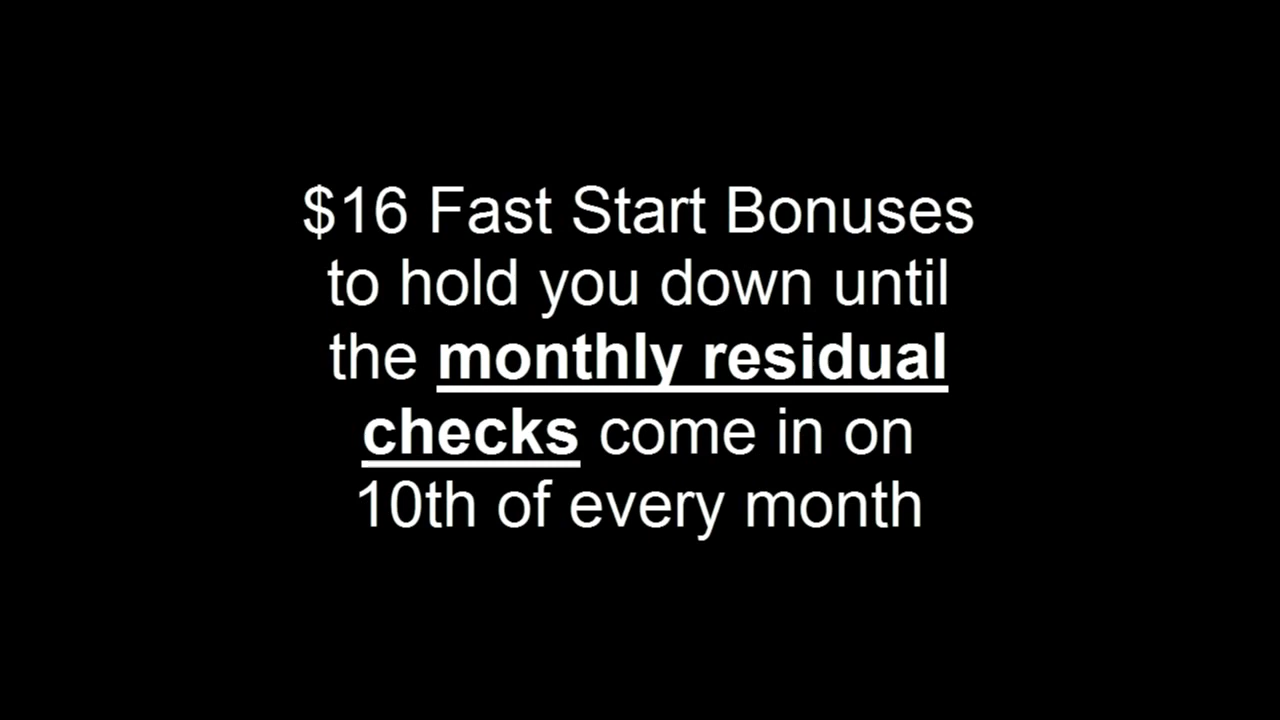 $16 Fast Start Bonuses
to hold you down until
the monthly residual
checks come in on
10th of every month